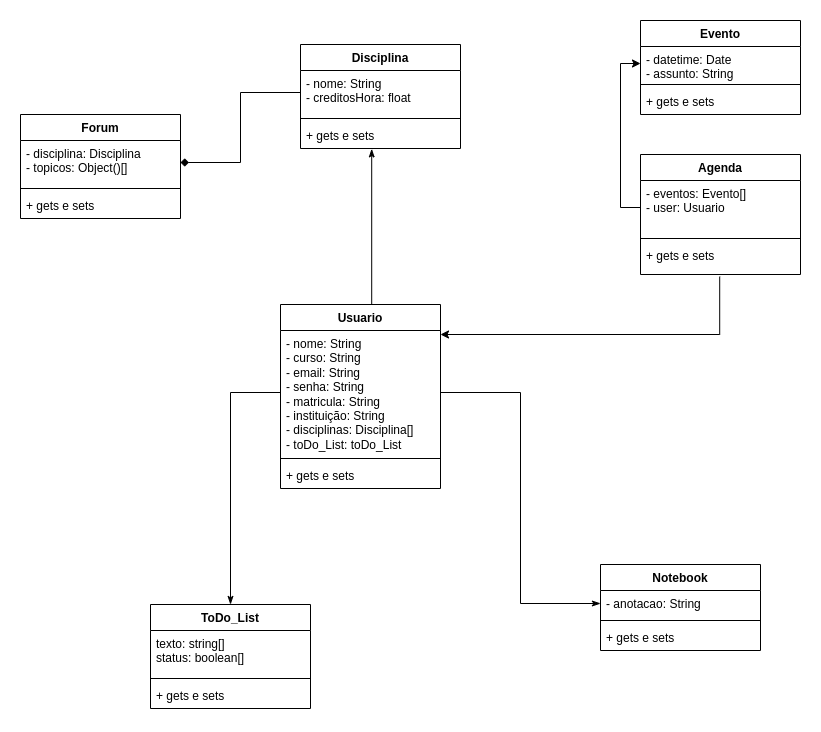 Evento
- datetime: Date
- assunto: String
+ gets e sets
Disciplina
- nome: String
- creditosHora: float
+ gets e sets
Forum
- disciplina: Disciplina
- topicos: Object()[]
+ gets e sets
Agenda
- eventos: Evento[]
- user: Usuario
+ gets e sets
Usuario
- nome: String
- curso: String
- email: String
- senha: String
- matricula: String
- instituição: String
- disciplinas: Disciplina[]
- toDo_List: toDo_List
+ gets e sets
Notebook
- anotacao: String
+ gets e sets
ToDo_List
texto: string[]
status: boolean[]
+ gets e sets